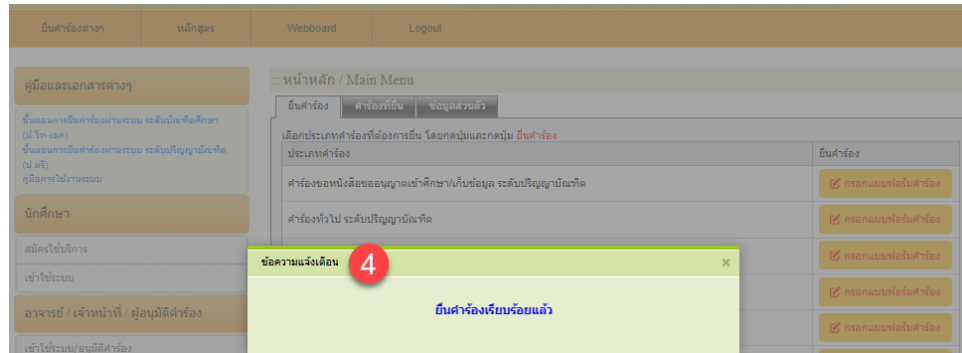 ยื่นคำร้องต่างๆ หลักสูตร Webboard Logout
คู่มือและเอกสารต่างๆ
ขั้นตอนการยื่นคำร้องผ่านระบบ ระดับบัณฑิตศึกษา
(ป.โท-เอก)
ขั้นตอนการยื่นคำร้องผ่านระบบ ระดับปริญญาบัณฑิต
(ป.ตรี)
คู่มือการใช้งานระบบ
นักศึกษา
สมัครใช้บริการ
เข้าใช้ระบบ
อาจารย์ / เจ้าหน้าที่ / ผู้อนุมัติคำร้อง
เข้าใช้ระบบ/อนุมัติคำร้อง
:: หน้าหลัก / Main Menu
ยื่นคำร้อง คำร้องที่ยื่น ข้อมูลส่วนตัว
เลือกประเภทคำร้องที่ต้องการยื่น โดยกดปุ่มและกดปุ่ม ยื่นคำร้อง
ประเภทคำร้อง ยื่นคำร้อง
คำร้องขอหนังสือขออนุญาตเข้าศึกษา/เก็บข้อมูล ระดับปริญญาบัณฑิต กรอกแบบฟอร์มคำร้อง
คำร้องทั่วไป ระดับปริญญาบัณฑิต กรอกแบบฟอร์มคำร้อง
กรอกแบบฟอร์มคำร้อง
กรอกแบบฟอร์มคำร้อง
กรอกแบบฟอร์มคำร้อง
ข้อความแจ้งเตือน 4 ×
ยื่นคำร้องเรียบร้อยแล้ว